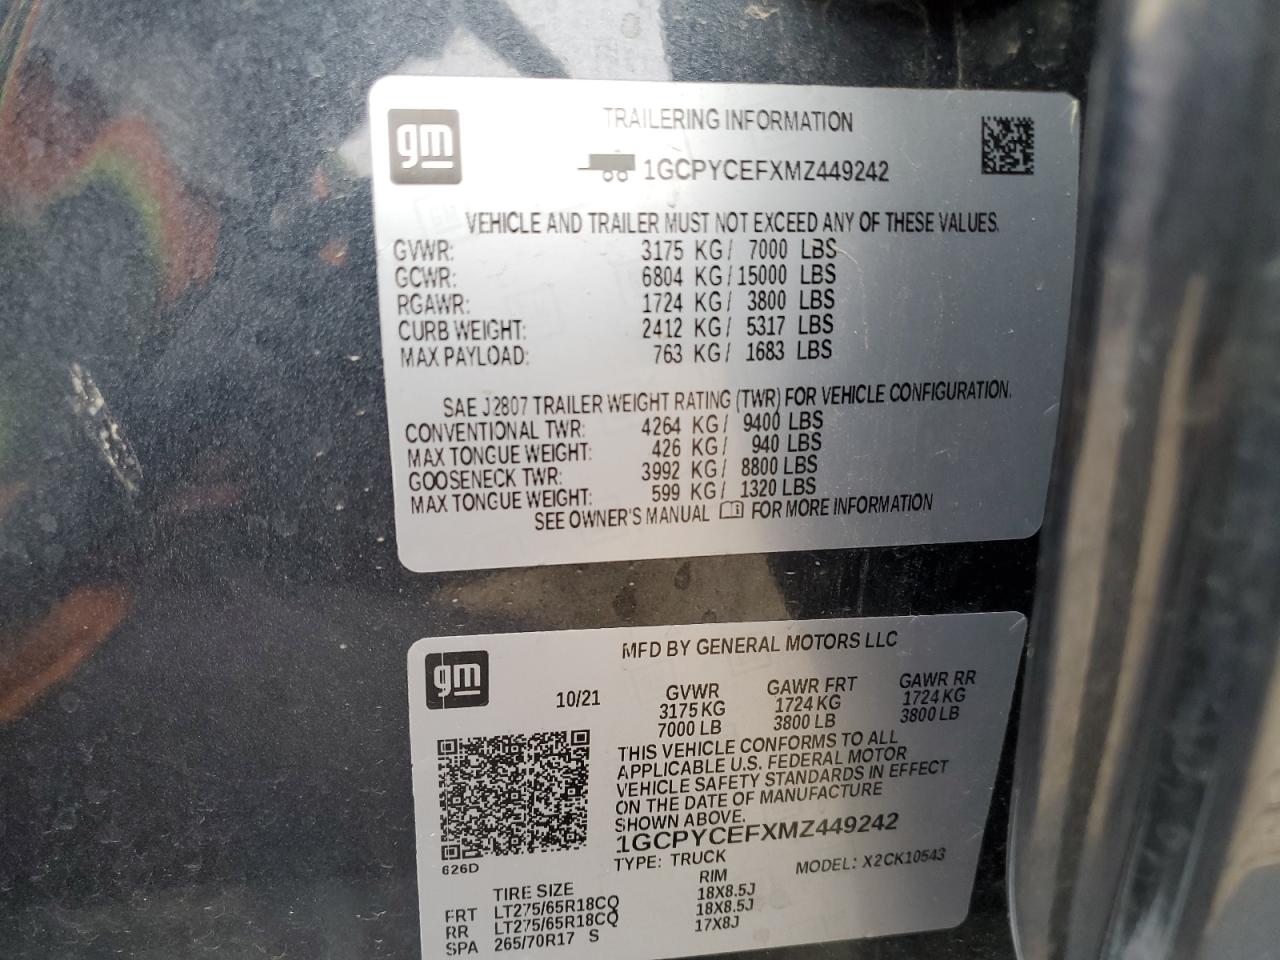 gm
TRAILERING INFORMATION
1GCPYCEFXMZ449242
VEHICLE AND TRAILER MUST NOT EXCEED ANY OF THESE VALUES.
GVWR: 3175 KG/ 7000 LBS
GCWR: 6804 KG/15000 LBS
RGAWR: 1724 KG/ 3800 LBS
CURB WEIGHT: 2412 KG/ 5317 LBS
MAX PAYLOAD: 763 KG/ 1683 LBS
SAE J2807 TRAILER WEIGHT RATING (TWR) FOR VEHICLE CONFIGURATION.
CONVENTIONAL TWR: 4264 KG/ 9400 LBS
MAX TONGUE WEIGHT: 426 KG/ 940 LBS
GOOSENECK TWR: 3992 KG/ 8800 LBS
MAX TONGUE WEIGHT: 599 KG/ 1320 LBS
SEE OWNER'S MANUAL FOR MORE INFORMATION
gm
MFD BY GENERAL MOTORS LLC
10/21
GVWR GAWR FRT GAWR RR
3175 KG 1724 KG 1724 KG
7000 LB 3800 LB 3800 LB
THIS VEHICLE CONFORMS TO ALL
APPLICABLE U.S. FEDERAL MOTOR
VEHICLE SAFETY STANDARDS IN EFFECT
ON THE DATE OF MANUFACTURE
SHOWN ABOVE.
1GCPYCEFXMZ449242
626D
TYPE: TRUCK MODEL: X2CK10543
TIRE SIZE RIM
FRT LT275/65R18CQ 18X8.5J
RR LT275/65R18CQ 18X8.5J
SPA 265/70R17 S 17X8J